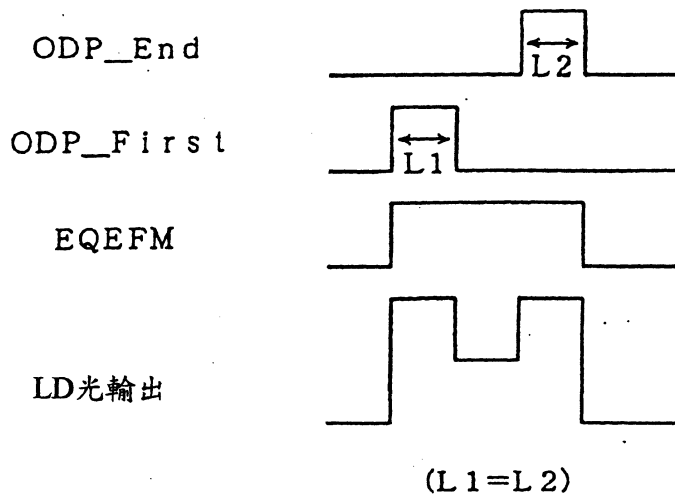 ODP_End
L2
ODP_First
L1
EQEFM
LD光輸出
(L1=L2)